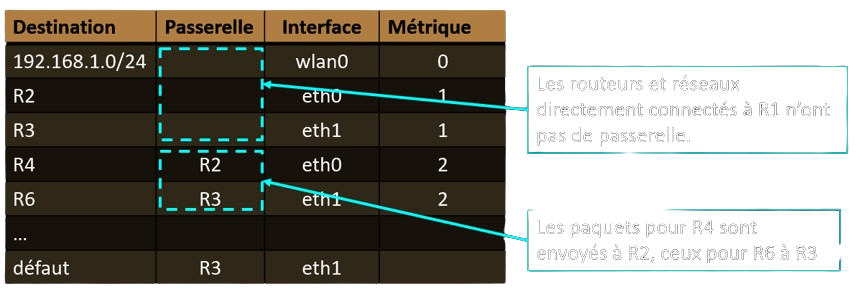 Destination Passerelle Interface Métrique
192.168.1.0/24 wlan0 0
R2 eth0 1
R3 eth1 1
R4 R2 eth0 2
R6 R3 eth1 2
...
défaut R3 eth1
Les routeurs et réseaux
directement connectés à R1 n’ont
pas de passerelle.
Les paquets pour R4 sont
envoyés à R2, ceux pour R6 à R3